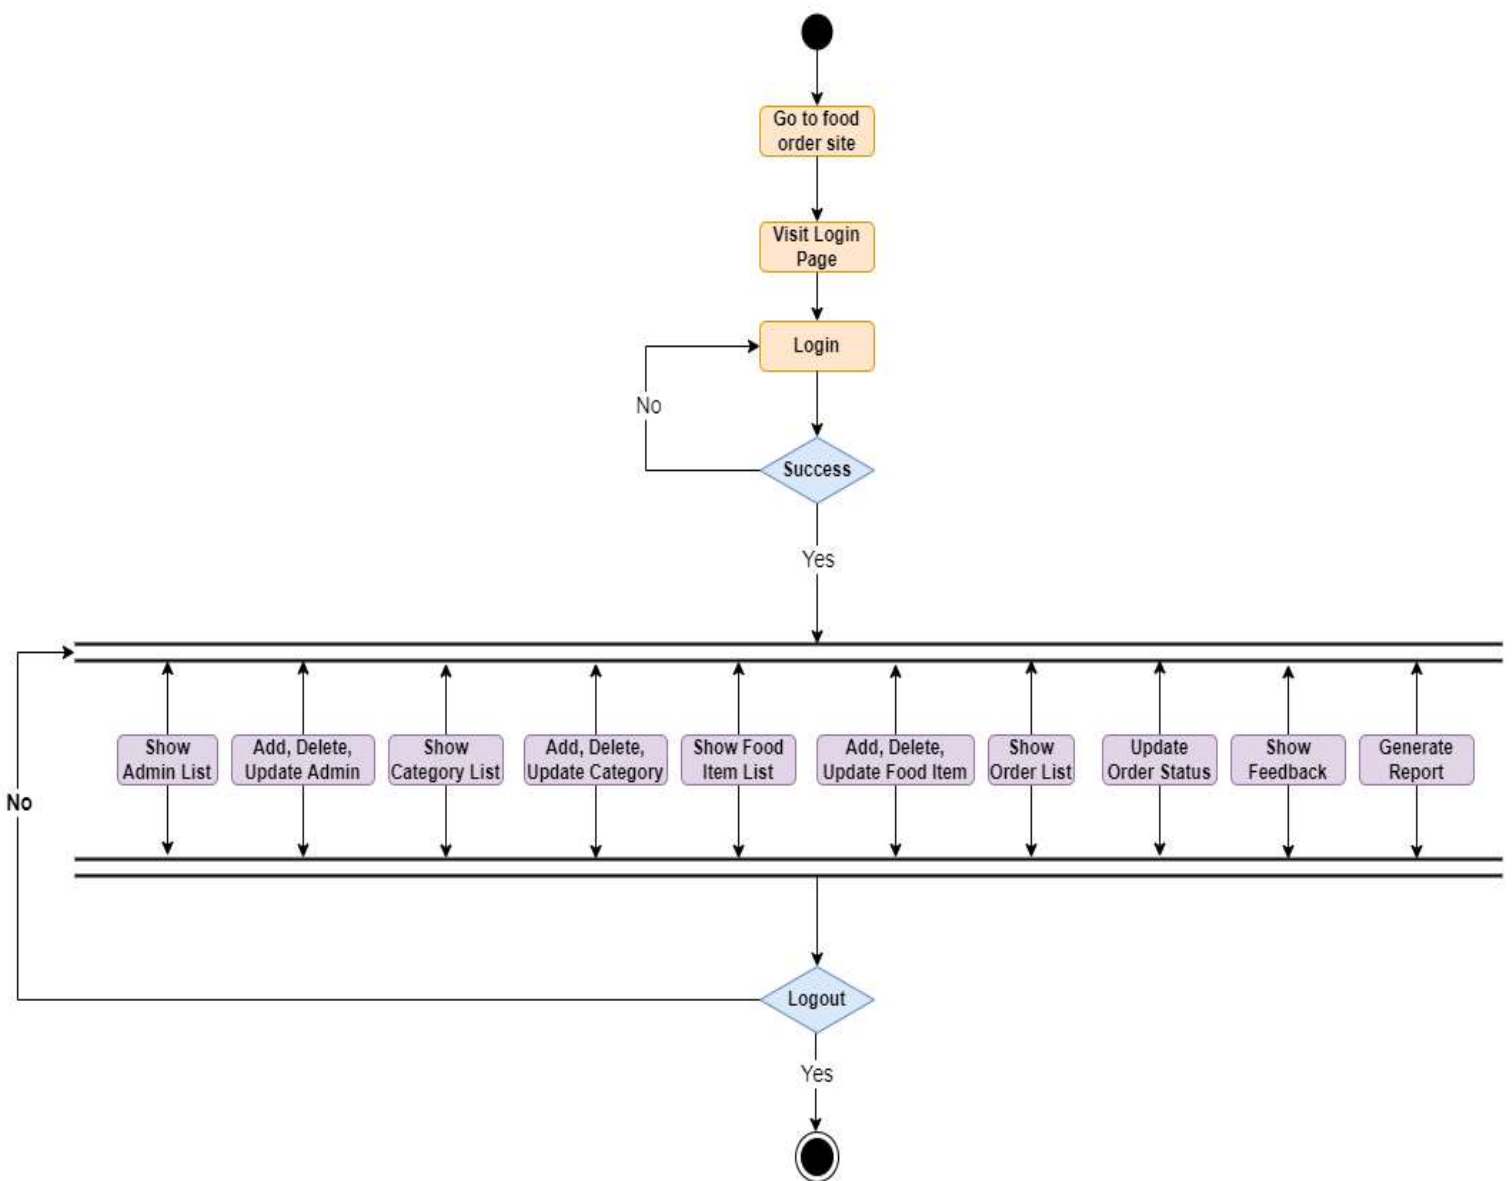 Go to food
order site
Visit Login
Page
Login
No
Success
Yes
Show
Admin List
Add, Delete,
Update Admin
Show
Category List
Add, Delete,
Update Category
Show Food
Item List
Add, Delete,
Update Food Item
Show
Order List
Update
Order Status
Show
Feedback
Generate
Report
No
Logout
Yes